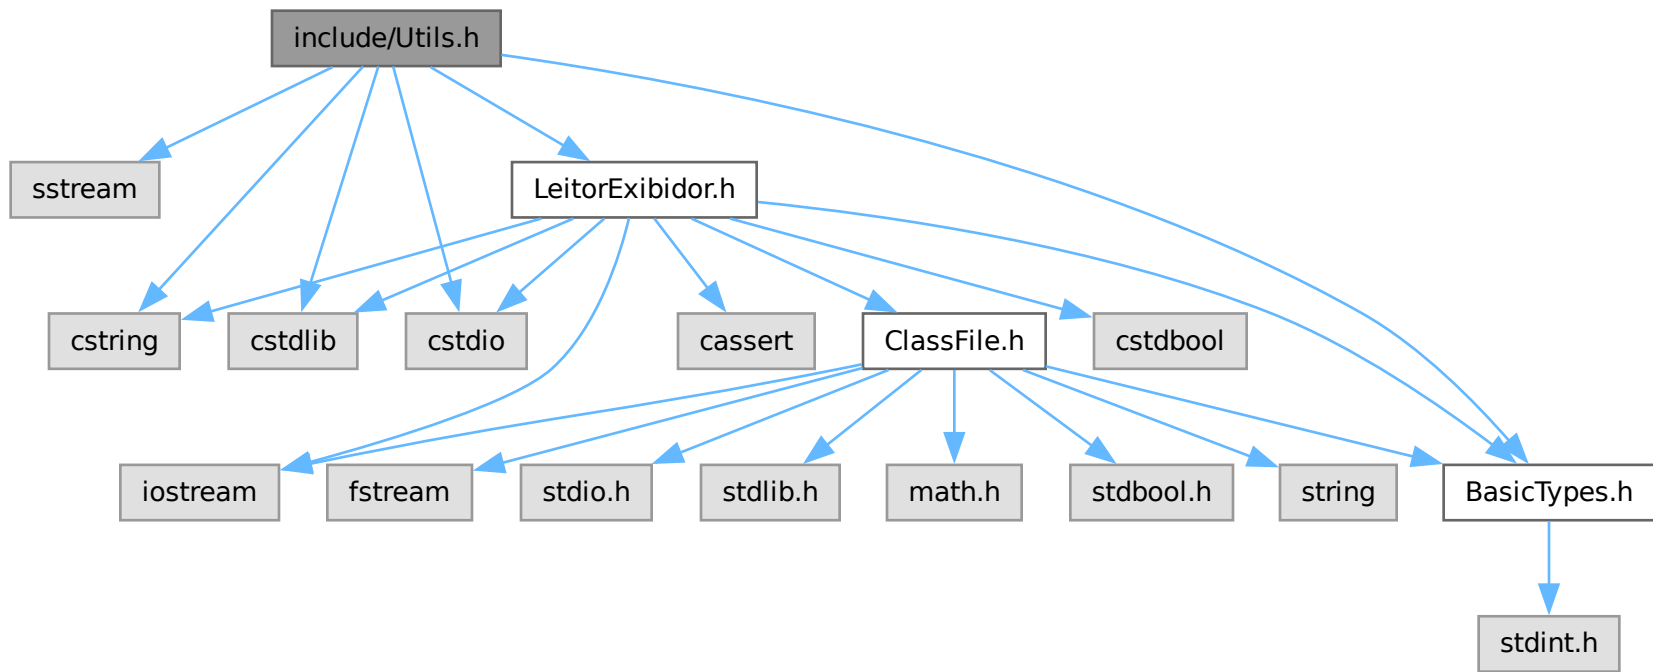 include/Utils.h
sstream
LeitorExibidor.h
cstring
cstdlib
cstdio
cassert
ClassFile.h
cstdbool
iostream
fstream
stdio.h
stdlib.h
math.h
stdbool.h
string
BasicTypes.h
stdint.h